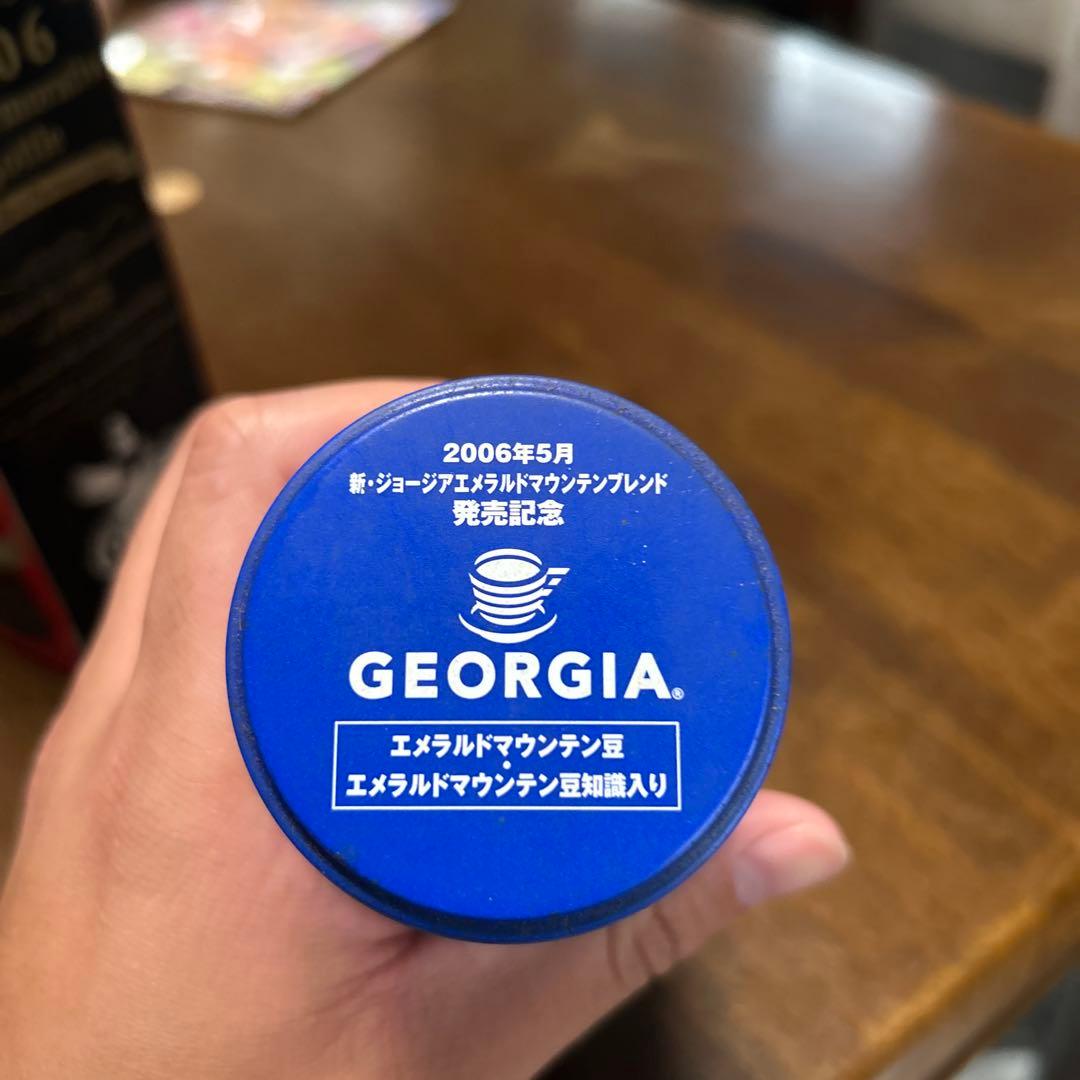 2006年5月
新・ジョージアエメラルドマウンテンブレンド
発売記念
GEORGIA®
エメラルドマウンテン豆
・
エメラルドマウンテン豆知識入り
06